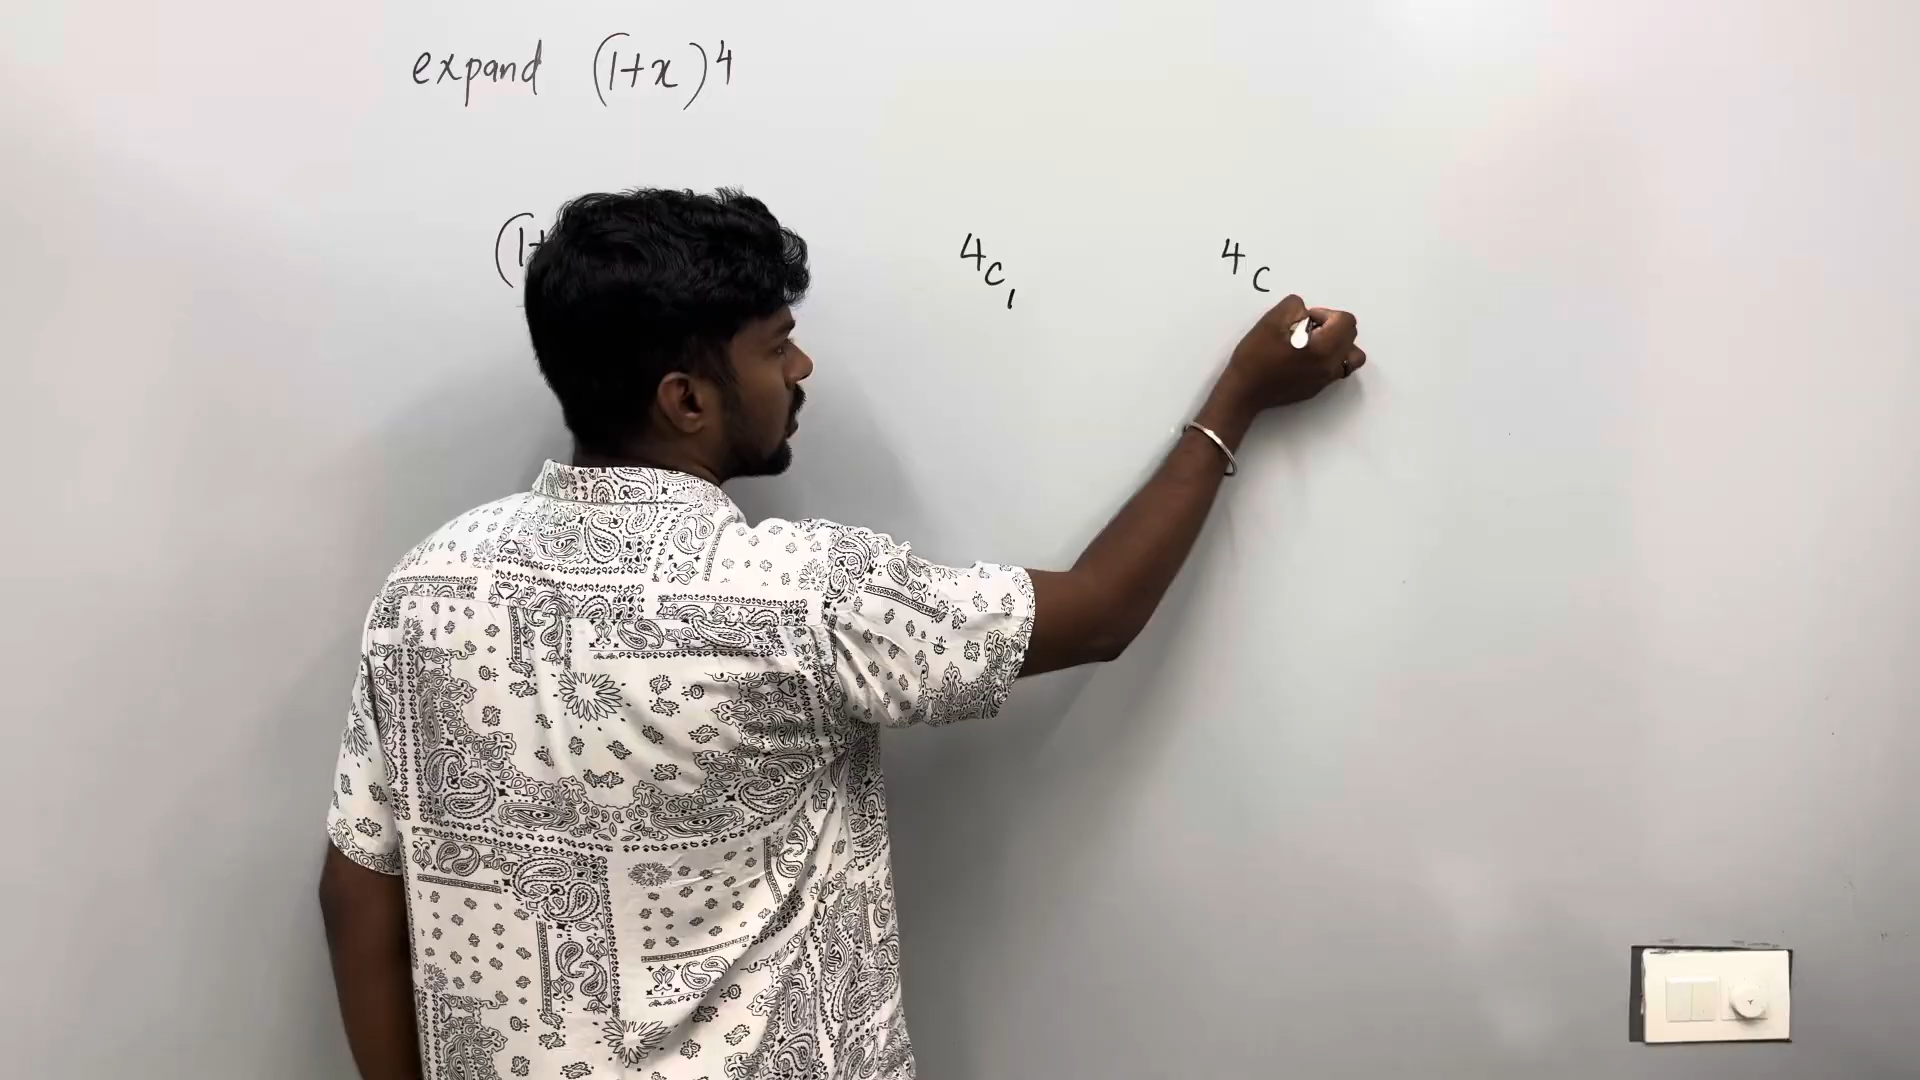 expand (1+x)⁴
(1+ ⁴C₁ ⁴C